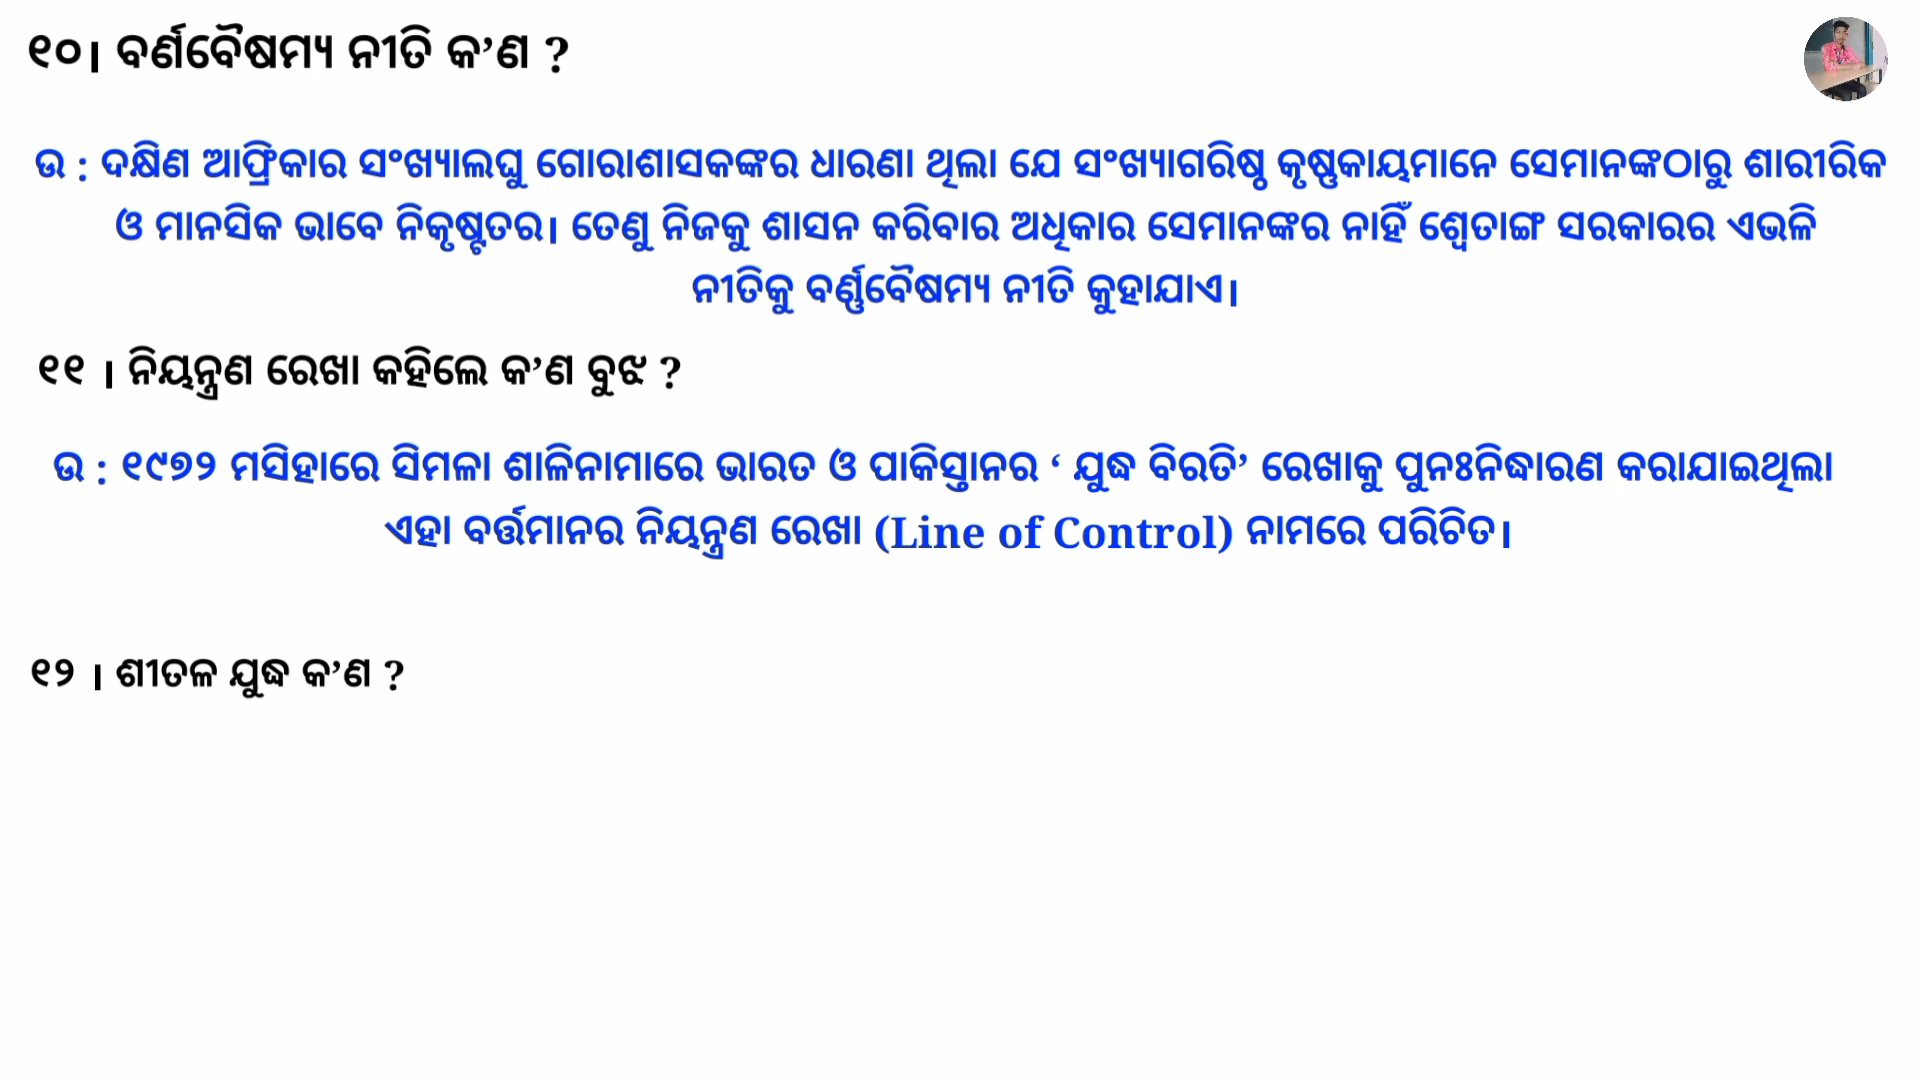 ୧୦। ବର୍ଣବୈଷମ୍ୟ ନୀତି କ’ଣ ?
ଉ : ଦକ୍ଷିଣ ଆଫ୍ରିକାର ସଂଖ୍ୟାଲଘୁ ଗୋରାଶାସକଙ୍କର ଧାରଣା ଥିଲା ଯେ ସଂଖ୍ୟାଗରିଷ୍ଠ କୃଷ୍ଣକାୟମାନେ ସେମାନଙ୍କଠାରୁ ଶାରୀରିକ
ଓ ମାନସିକ ଭାବେ ନିକୃଷ୍ଟତର। ତେଣୁ ନିଜକୁ ଶାସନ କରିବାର ଅଧିକାର ସେମାନଙ୍କର ନାହିଁ ଶ୍ୱେତାଙ୍ଗ ସରକାରର ଏଭଳି
ନୀତିକୁ ବର୍ଣ୍ଣବୈଷମ୍ୟ ନୀତି କୁହାଯାଏ।
୧୧ । ନିୟନ୍ତ୍ରଣ ରେଖା କହିଲେ କ’ଣ ବୁଝ ?
ଉ : ୧୯୭୨ ମସିହାରେ ସିମଳା ଶାଳିନାମାରେ ଭାରତ ଓ ପାକିସ୍ତାନର ‘ ଯୁଦ୍ଧ ବିରତି’ ରେଖାକୁ ପୁନଃନିଦ୍ଧାରଣ କରାଯାଇଥିଲା
ଏହା ବର୍ତ୍ତମାନର ନିୟନ୍ତ୍ରଣ ରେଖା (Line of Control) ନାମରେ ପରିଚିତ।
୧୨ । ଶୀତଳ ଯୁଦ୍ଧ କ’ଣ ?